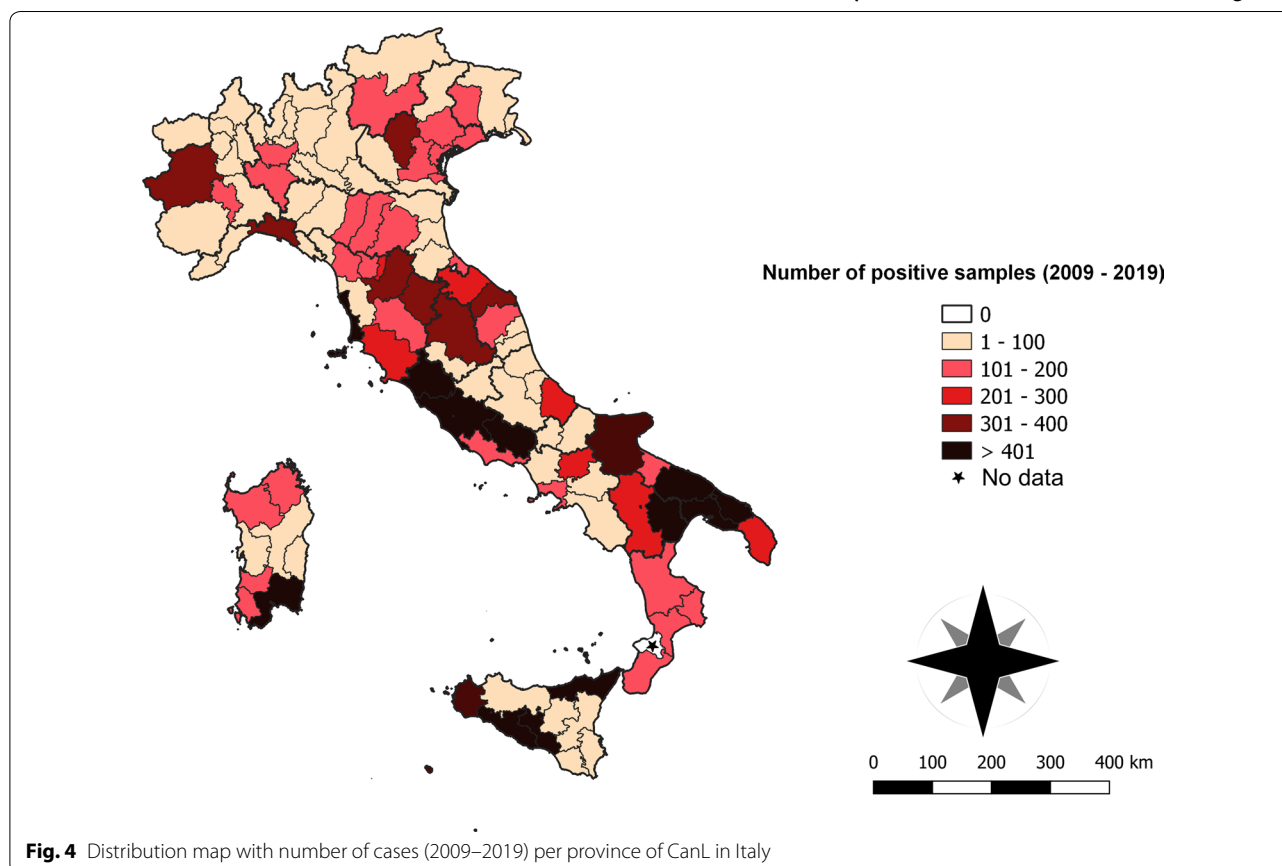 Number of positive samples (2009 - 2019)
0
1 - 100
101 - 200
201 - 300
301 - 400
> 401
No data
0 100 200 300 400 km
Fig. 4 Distribution map with number of cases (2009–2019) per province of CanL in Italy